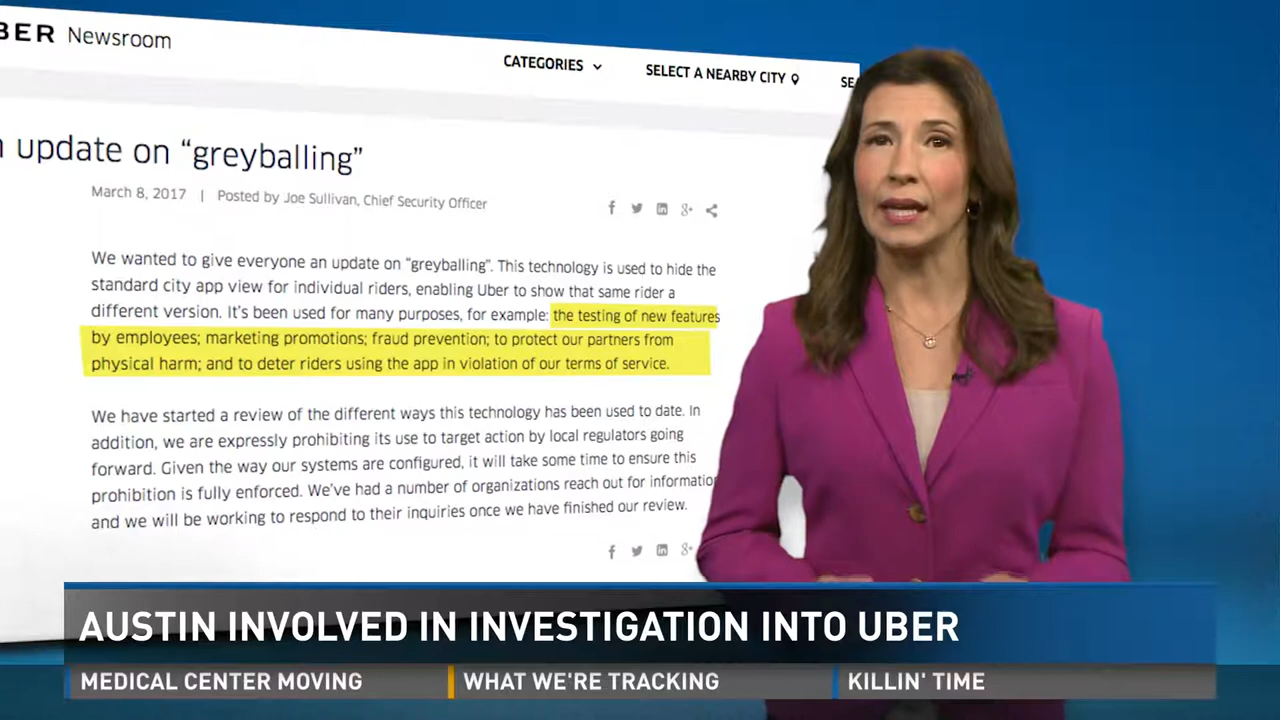 BER Newsroom
CATEGORIES
SELECT A NEARBY CITY
SE
n update on “greyballing”
March 8, 2017 | Posted by Joe Sullivan, Chief Security Officer
We wanted to give everyone an update on “greyballing”. This technology is used to hide the
standard city app view for individual riders, enabling Uber to show that same rider a
different version. It’s been used for many purposes, for example: the testing of new features
by employees; marketing promotions; fraud prevention; to protect our partners from
physical harm; and to deter riders using the app in violation of our terms of service.
We have started a review of the different ways this technology has been used to date. In
addition, we are expressly prohibiting its use to target action by local regulators going
forward. Given the way our systems are configured, it will take some time to ensure this
prohibition is fully enforced. We’ve had a number of organizations reach out for informatio
and we will be working to respond to their inquiries once we have finished our review.
AUSTIN INVOLVED IN INVESTIGATION INTO UBER
MEDICAL CENTER MOVING
WHAT WE'RE TRACKING
KILLIN' TIME